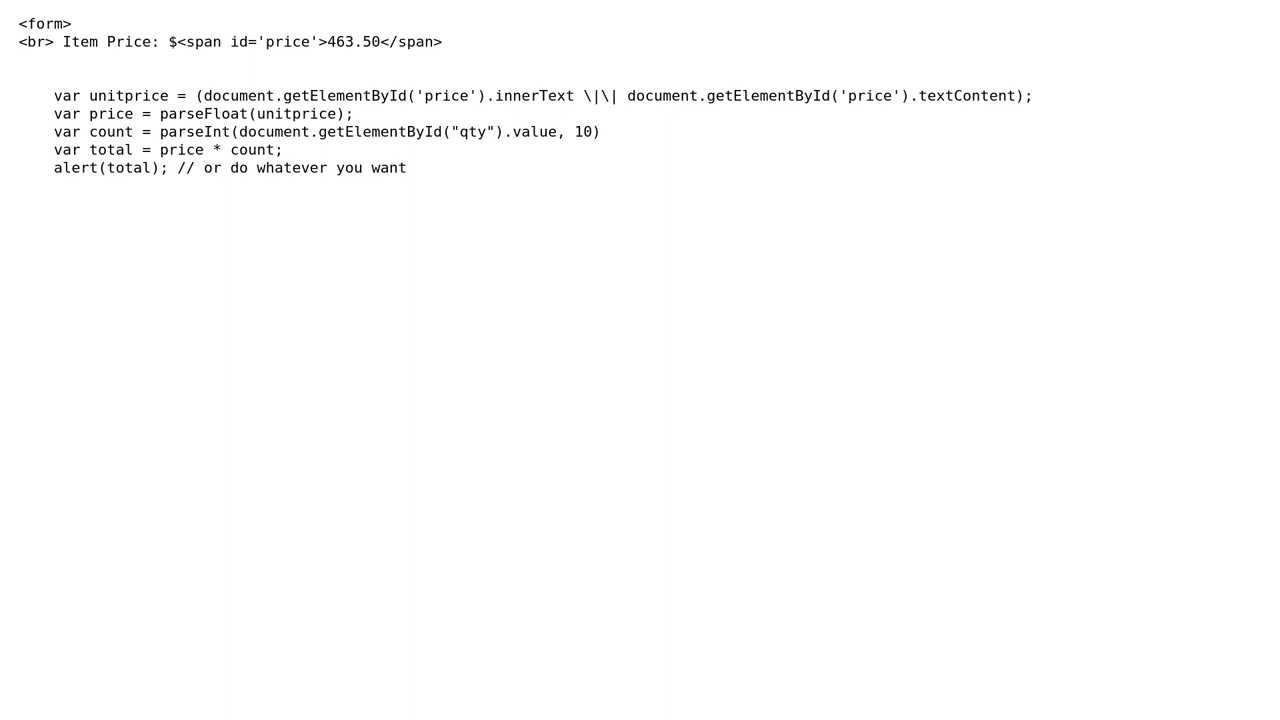 <form>
<br> Item Price: $<span id='price'>463.50</span>
var unitprice = (document.getElementById('price').innerText \|\| document.getElementById('price').textContent);
var price = parseFloat(unitprice);
var count = parseInt(document.getElementById("qty").value, 10)
var total = price * count;
alert(total); // or do whatever you want